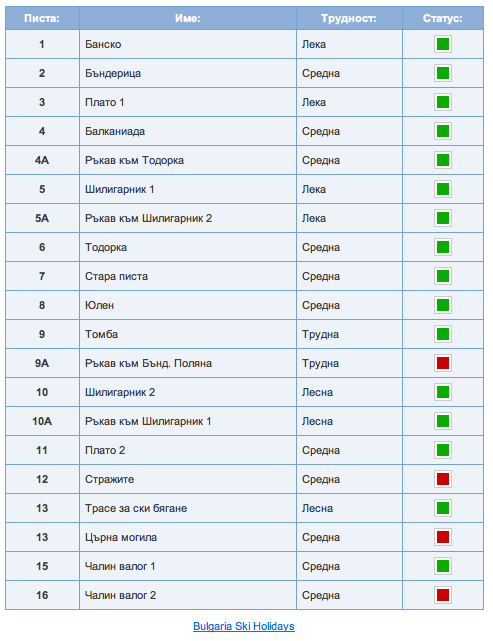 Писта: Име: Трудност: Статус:
1 Банско Лека
2 Бъндерица Средна
3 Плато 1 Лека
4 Балканиада Средна
4А Ръкав към Тодорка Средна
5 Шилигарник 1 Лека
5А Ръкав към Шилигарник 2 Лека
6 Тодорка Средна
7 Стара писта Средна
8 Юлен Средна
9 Томба Трудна
9А Ръкав към Бънд. Поляна Трудна
10 Шилигарник 2 Лесна
10А Ръкав към Шилигарник 1 Лесна
11 Плато 2 Средна
12 Стражите Средна
13 Трасе за ски бягане Лесна
13 Църна могила Средна
15 Чалин валог 1 Средна
16 Чалин валог 2 Средна
Bulgaria Ski Holidays